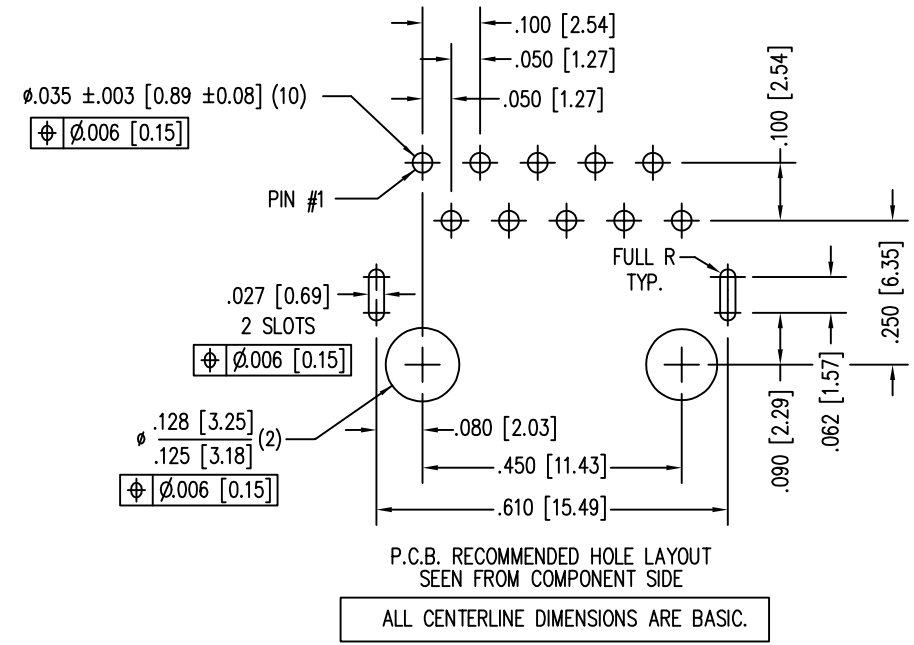 .100 [2.54]
.050 [1.27]
.050 [1.27]
.100 [2.54]
⌀.035 ±.003 [0.89 ±0.08] (10)
⌖ ⌀.006 [0.15]
PIN #1
FULL R
TYP.
.027 [0.69]
2 SLOTS
⌖ ⌀.006 [0.15]
.250 [6.35]
.062 [1.57]
.090 [2.29]
⌀ .128 [3.25]
.125 [3.18] (2)
⌖ ⌀.006 [0.15]
.080 [2.03]
.450 [11.43]
.610 [15.49]
P.C.B. RECOMMENDED HOLE LAYOUT
SEEN FROM COMPONENT SIDE
ALL CENTERLINE DIMENSIONS ARE BASIC.